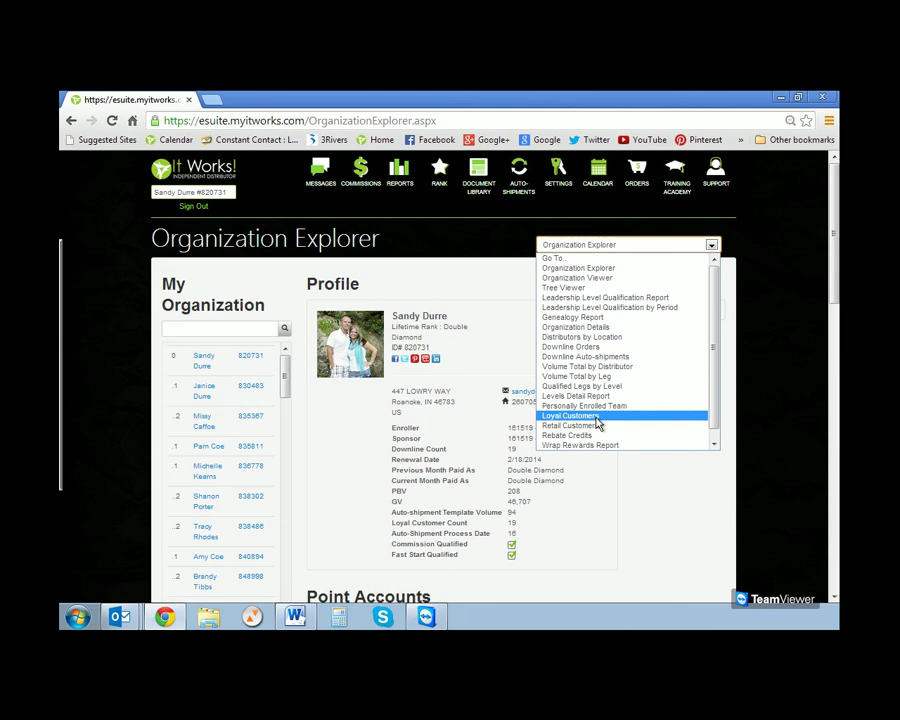 https://esuite.myitworks.c
https://esuite.myitworks.com/OrganizationExplorer.aspx
Suggested Sites
Calendar
Constant Contact : L...
3Rivers
Home
Facebook
Google+
Google
Twitter
YouTube
Pinterest
»
Other bookmarks
It Works!
INDEPENDENT DISTRIBUTOR
Sandy Durre #820731
Sign Out
MESSAGES
COMMISSIONS
REPORTS
RANK
DOCUMENT
LIBRARY
AUTO-
SHIPMENTS
SETTINGS
CALENDAR
ORDERS
TRAINING
ACADEMY
SUPPORT
Organization Explorer
Organization Explorer
Go To..
Organization Explorer
Organization Viewer
Tree Viewer
Leadership Level Qualification Report
Leadership Level Qualification by Period
Genealogy Report
Organization Details
Distributors by Location
Downline Orders
Downline Auto-shipments
Volume Total by Distributor
Volume Total by Leg
Qualified Legs by Level
Levels Detail Report
Personally Enrolled Team
Loyal Customers
Retail Customers
Rebate Credits
Wrap Rewards Report
My
Organization
0 Sandy Durre 820731
.1 Janice Durre 830483
..2 Missy Coffee 835367
.1 Pam Coe 835811
.1 Michelle Kearns 836778
..2 Shanon Porter 838302
..2 Tracy Rhodes 838486
.1 Amy Coe 840894
..2 Brandy Tibbs 848998
Profile
Sandy Durre
Lifetime Rank : Double
Diamond
ID# 820731
447 LOWRY WAY
Roanoke, IN 46783
US
sandyd
260705
Enroller 161519
Sponsor 161519
Downline Count 19
Renewal Date 2/18/2014
Previous Month Paid As Double Diamond
Current Month Paid As Double Diamond
PBV 208
GV 46,707
Auto-shipment Template Volume 94
Loyal Customer Count 19
Auto-Shipment Process Date 16
Commission Qualified
Fast Start Qualified
Point Accounts
TeamViewer